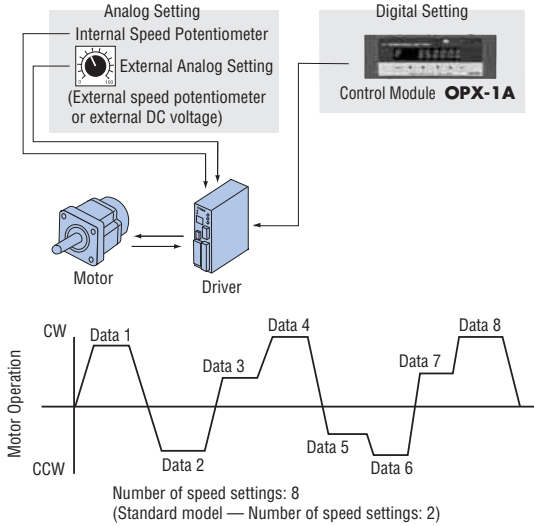 Analog Setting
Internal Speed Potentiometer
External Analog Setting
0 100
(External speed potentiometer
or external DC voltage)
Digital Setting
Control Module OPX-1A
Motor
Driver
Motor Operation
CW
CCW
Data 1
Data 2
Data 3
Data 4
Data 5
Data 6
Data 7
Data 8
Number of speed settings: 8
(Standard model — Number of speed settings: 2)